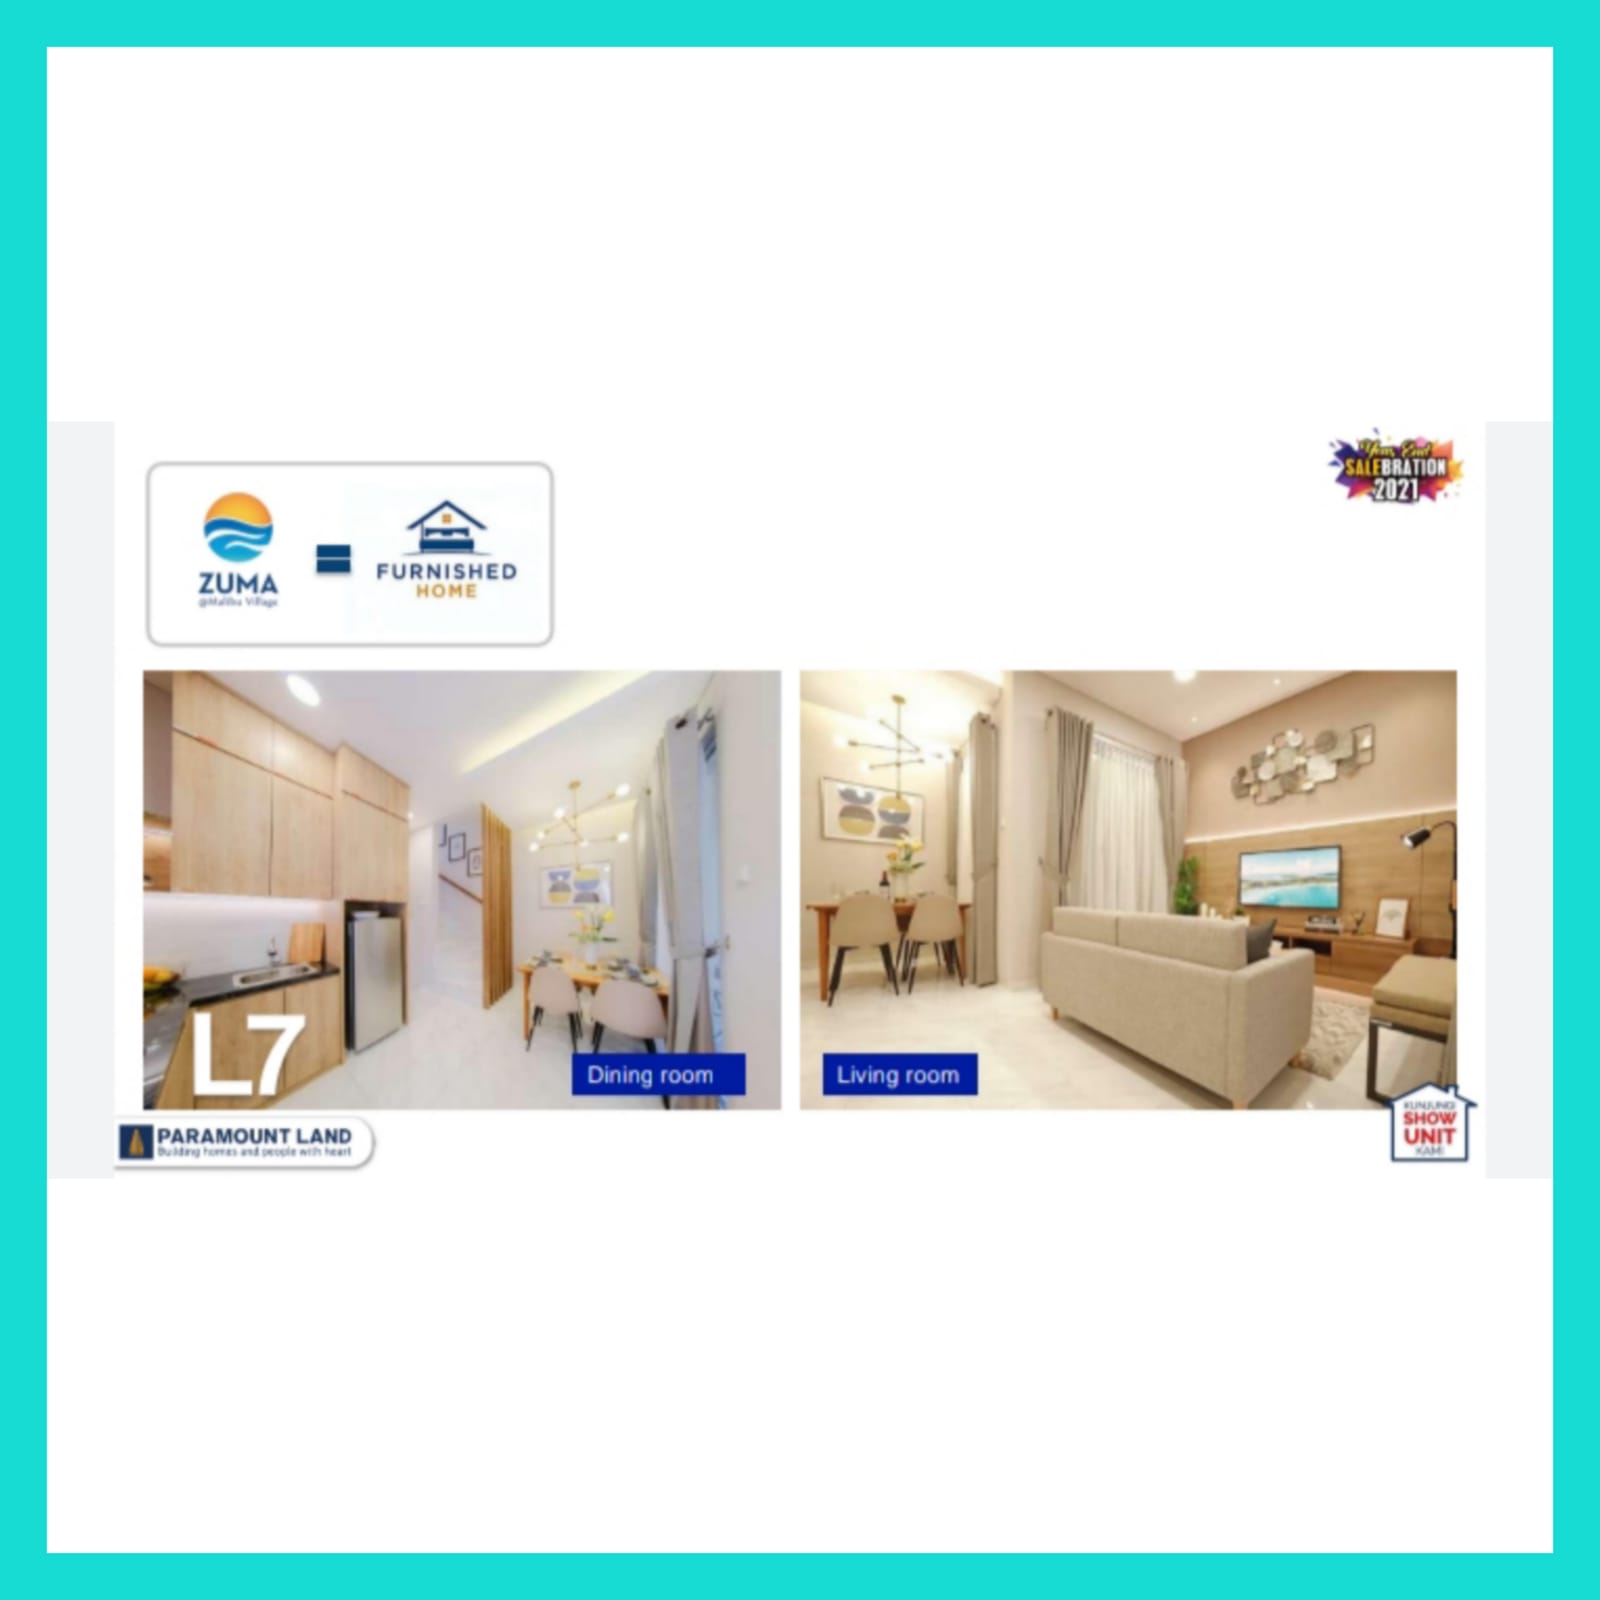 Year End
SALEBRATION
2021
ZUMA
@Malibu Village
=
FURNISHED
HOME
L7
Dining room
Living room
PARAMOUNT LAND
Building homes and people with heart
KUNJUNGI
SHOW
UNIT
KAMI